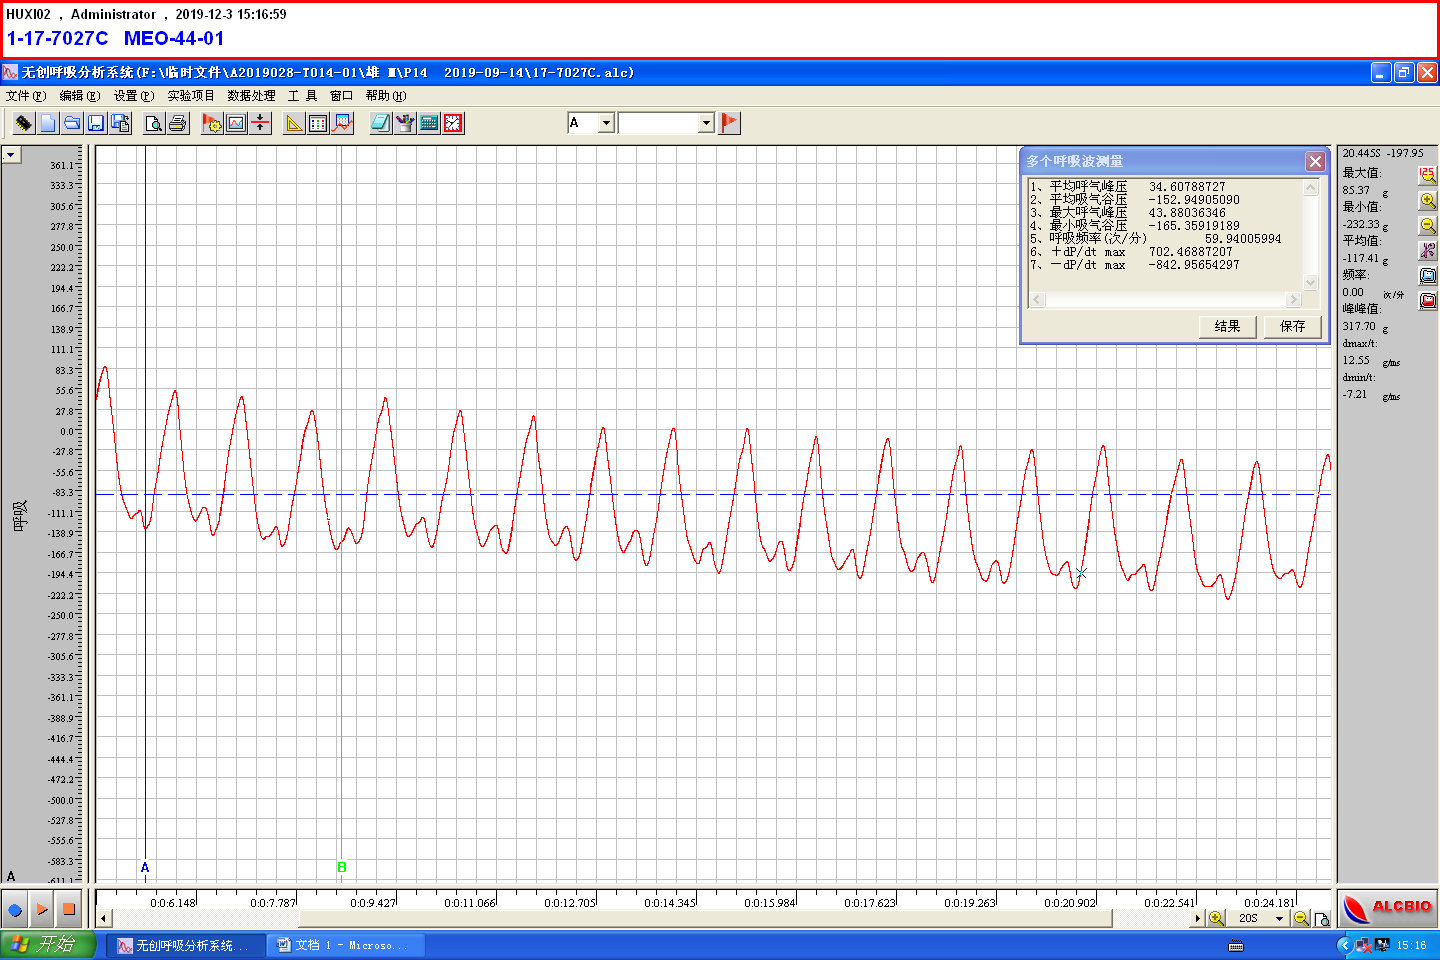 HUXI02 , Administrator , 2019-12-3 15:16:59
1-17-7027C MEO-44-01
无创呼吸分析系统(F:\临时文件\A2019028-T014-01\雄 M\P14 2019-09-14\17-7027C.alc)
文件(F) 编辑(E) 设置(P) 实验项目 数据处理 工 具 窗口 帮助(H)
A
361.1
333.3
305.6
277.8
250.0
222.2
194.4
166.7
138.9
111.1
83.3
55.6
27.8
0.0
-27.8
-55.6
-83.3
-111.1
-138.9
-166.7
-194.4
-222.2
-250.0
-277.8
-305.6
-333.3
-361.1
-388.9
-416.7
-444.4
-472.2
-500.0
-527.8
-555.6
-583.3
-611.1
呼吸
A
A
B
多个呼吸波测量
1、平均呼气峰压 34.60788727
2、平均吸气谷压 -152.94905090
3、最大呼气峰压 43.88036346
4、最小吸气谷压 -165.35919189
5、呼吸频率(次/分) 59.94005994
6、＋dP/dt max 702.46887207
7、－dP/dt max -842.95654297
结果 保存
20.445S -197.95
最大值:
85.37 g
最小值:
-232.33 g
平均值:
-117.41 g
频率:
0.00 次/分
峰峰值:
317.70 g
dmax/t:
12.55 g/ms
dmin/t:
-7.21 g/ms
125
0:0:6.148 0:0:7.787 0:0:9.427 0:0:11.066 0:0:12.705 0:0:14.345 0:0:15.984 0:0:17.623 0:0:19.263 0:0:20.902 0:0:22.541 0:0:24.181
20S
ALCBIO
开始 无创呼吸分析系统... 文档 1 - Microso... 15:16